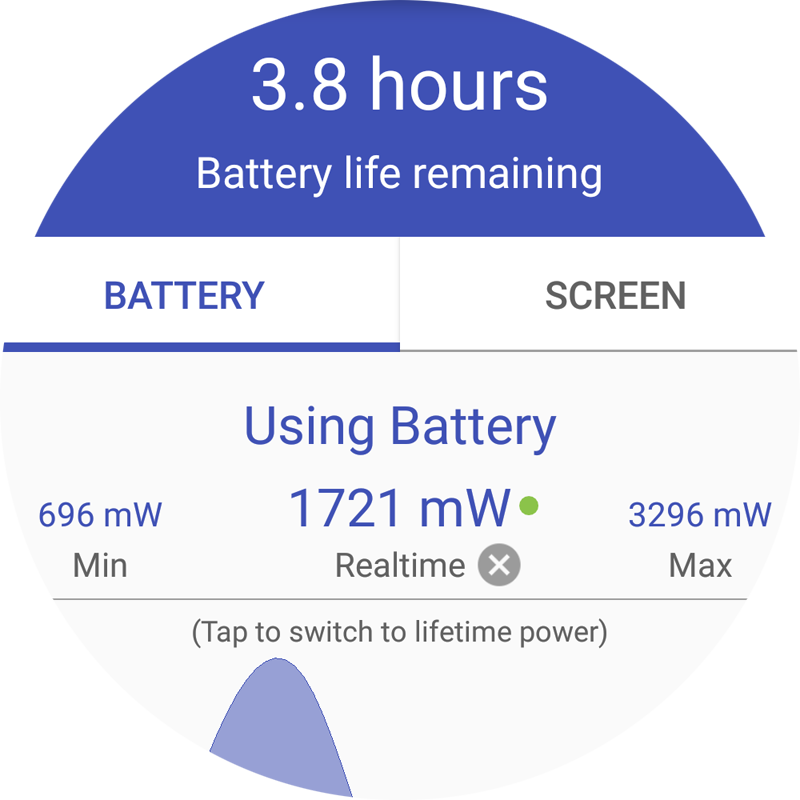 3.8 hours
Battery life remaining
BATTERY SCREEN
Using Battery
696 mW 1721 mW 3296 mW
Min Realtime Max
(Tap to switch to lifetime power)